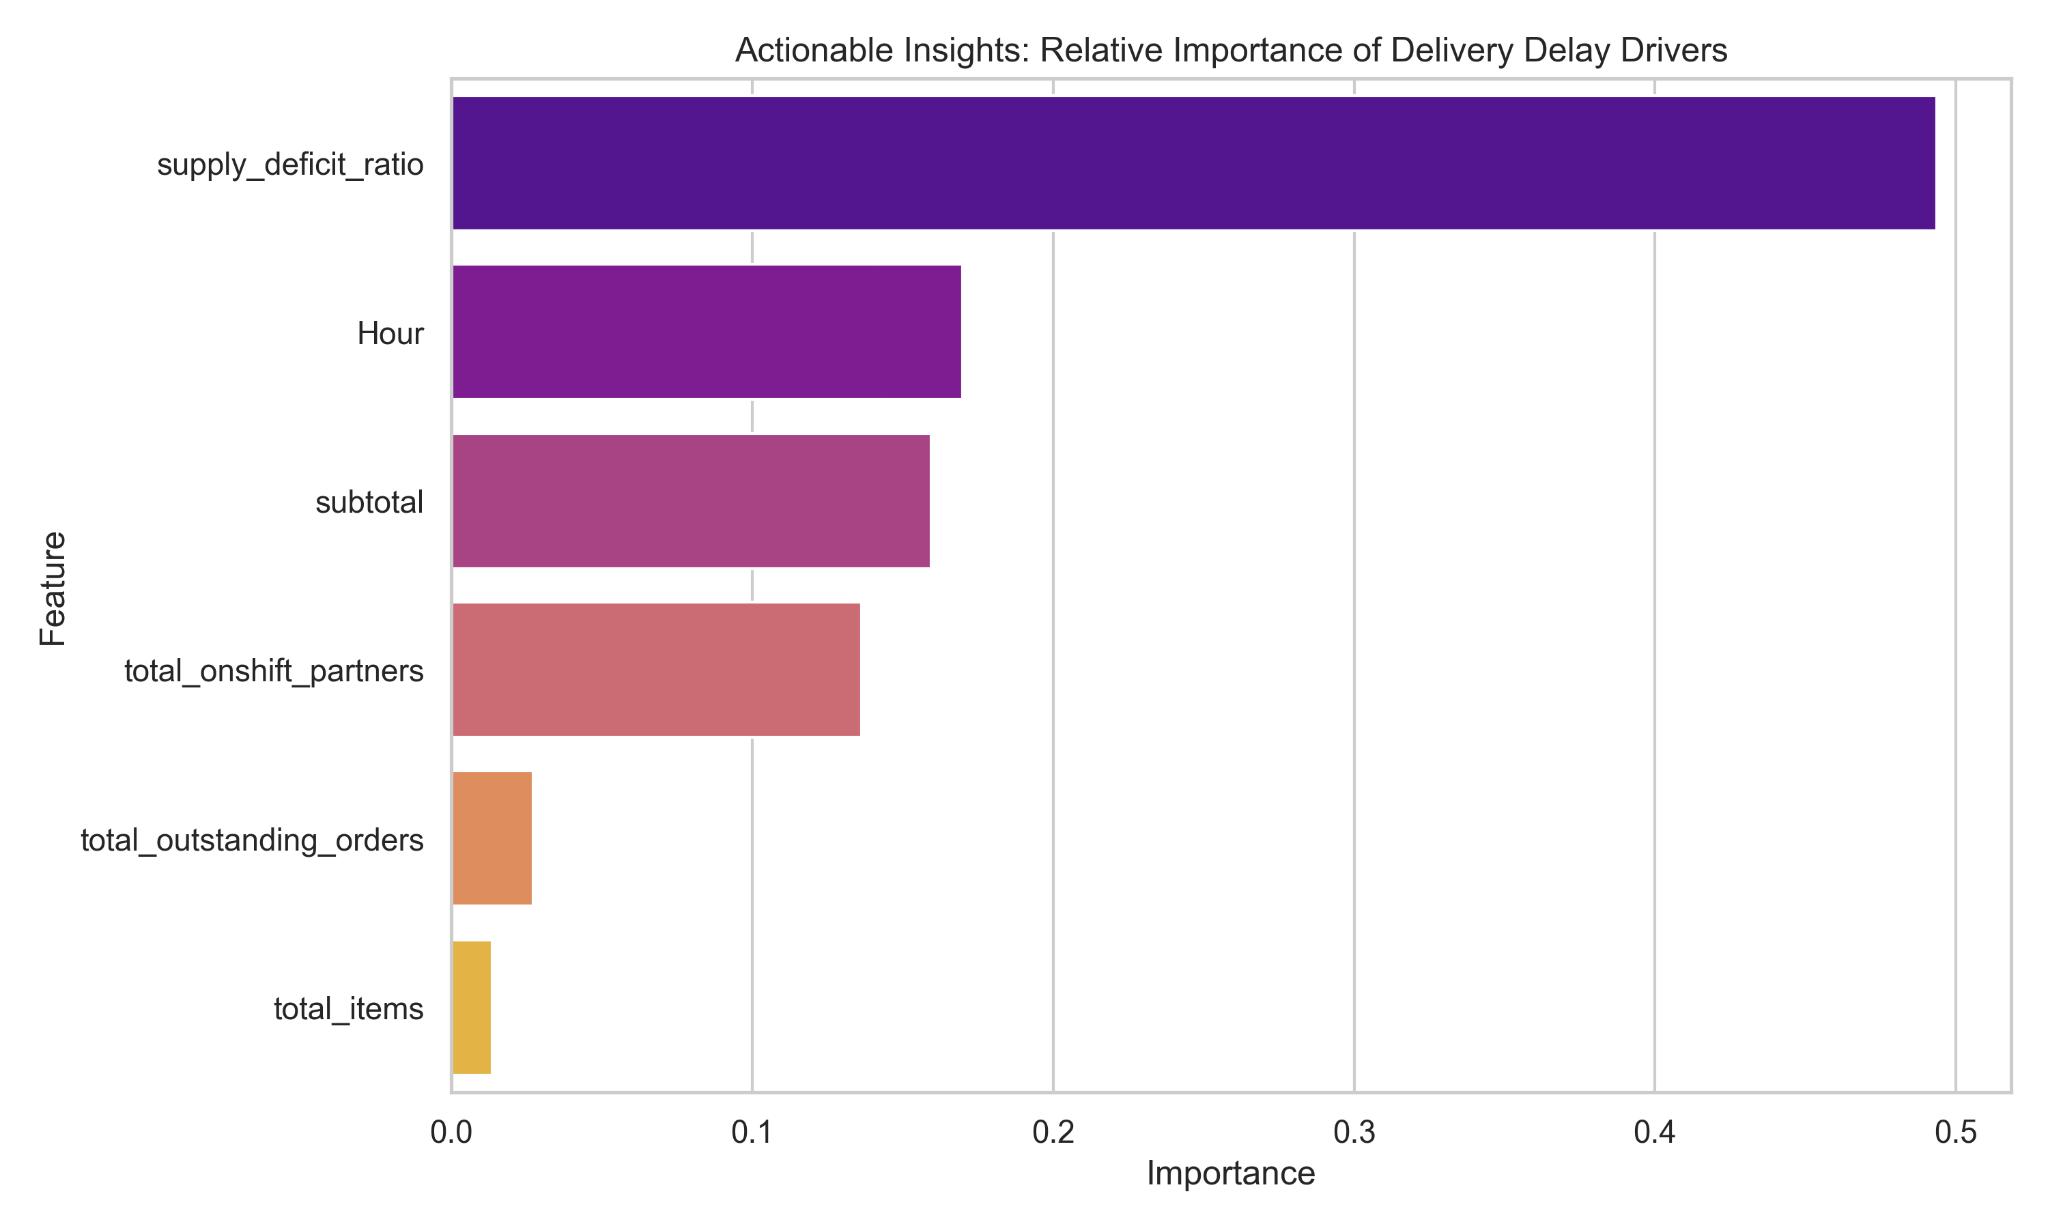 Actionable Insights: Relative Importance of Delivery Delay Drivers
supply_deficit_ratio
Hour
subtotal
total_onshift_partners
total_outstanding_orders
total_items
Feature
0.0 0.1 0.2 0.3 0.4 0.5
Importance